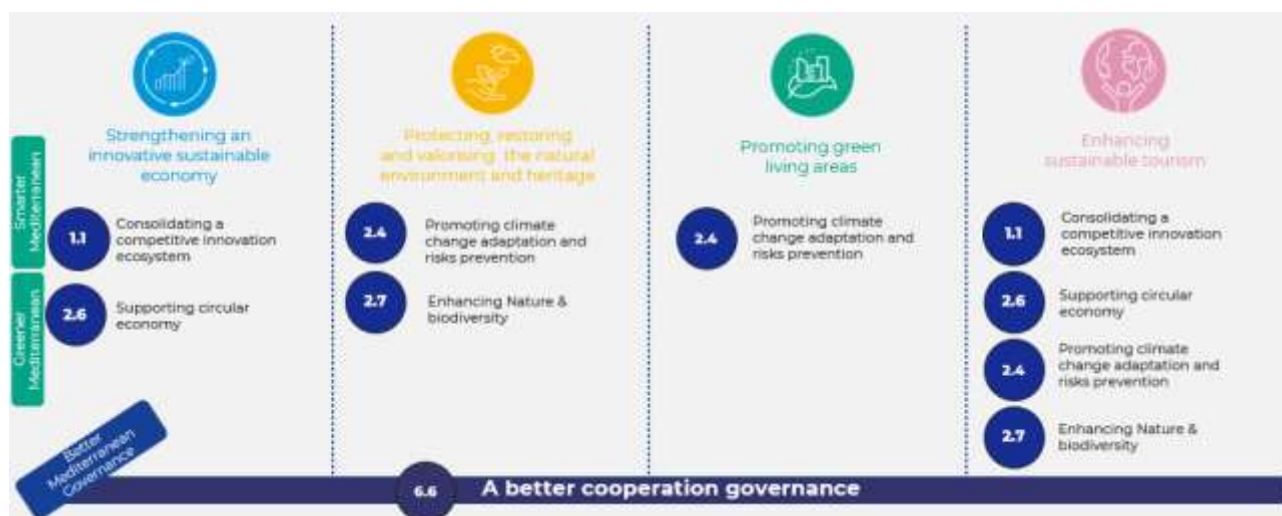 Strengthening an
innovative sustainable
economy
Protecting, restoring
and valorising the natural
environment and heritage
Promoting green
living areas
Enhancing
sustainable tourism
Smarter
Mediterranean
1.1
Consolidating a
competitive innovation
ecosystem
Greener
Mediterranean
2.6
Supporting circular
economy
2.4
Promoting climate
change adaptation and
risks prevention
2.7
Enhancing Nature &
biodiversity
2.4
Promoting climate
change adaptation and
risks prevention
1.1
Consolidating a
competitive innovation
ecosystem
2.6
Supporting circular
economy
2.4
Promoting climate
change adaptation and
risks prevention
2.7
Enhancing Nature &
biodiversity
Better
Mediterranean
Governance
6.6
A better cooperation governance